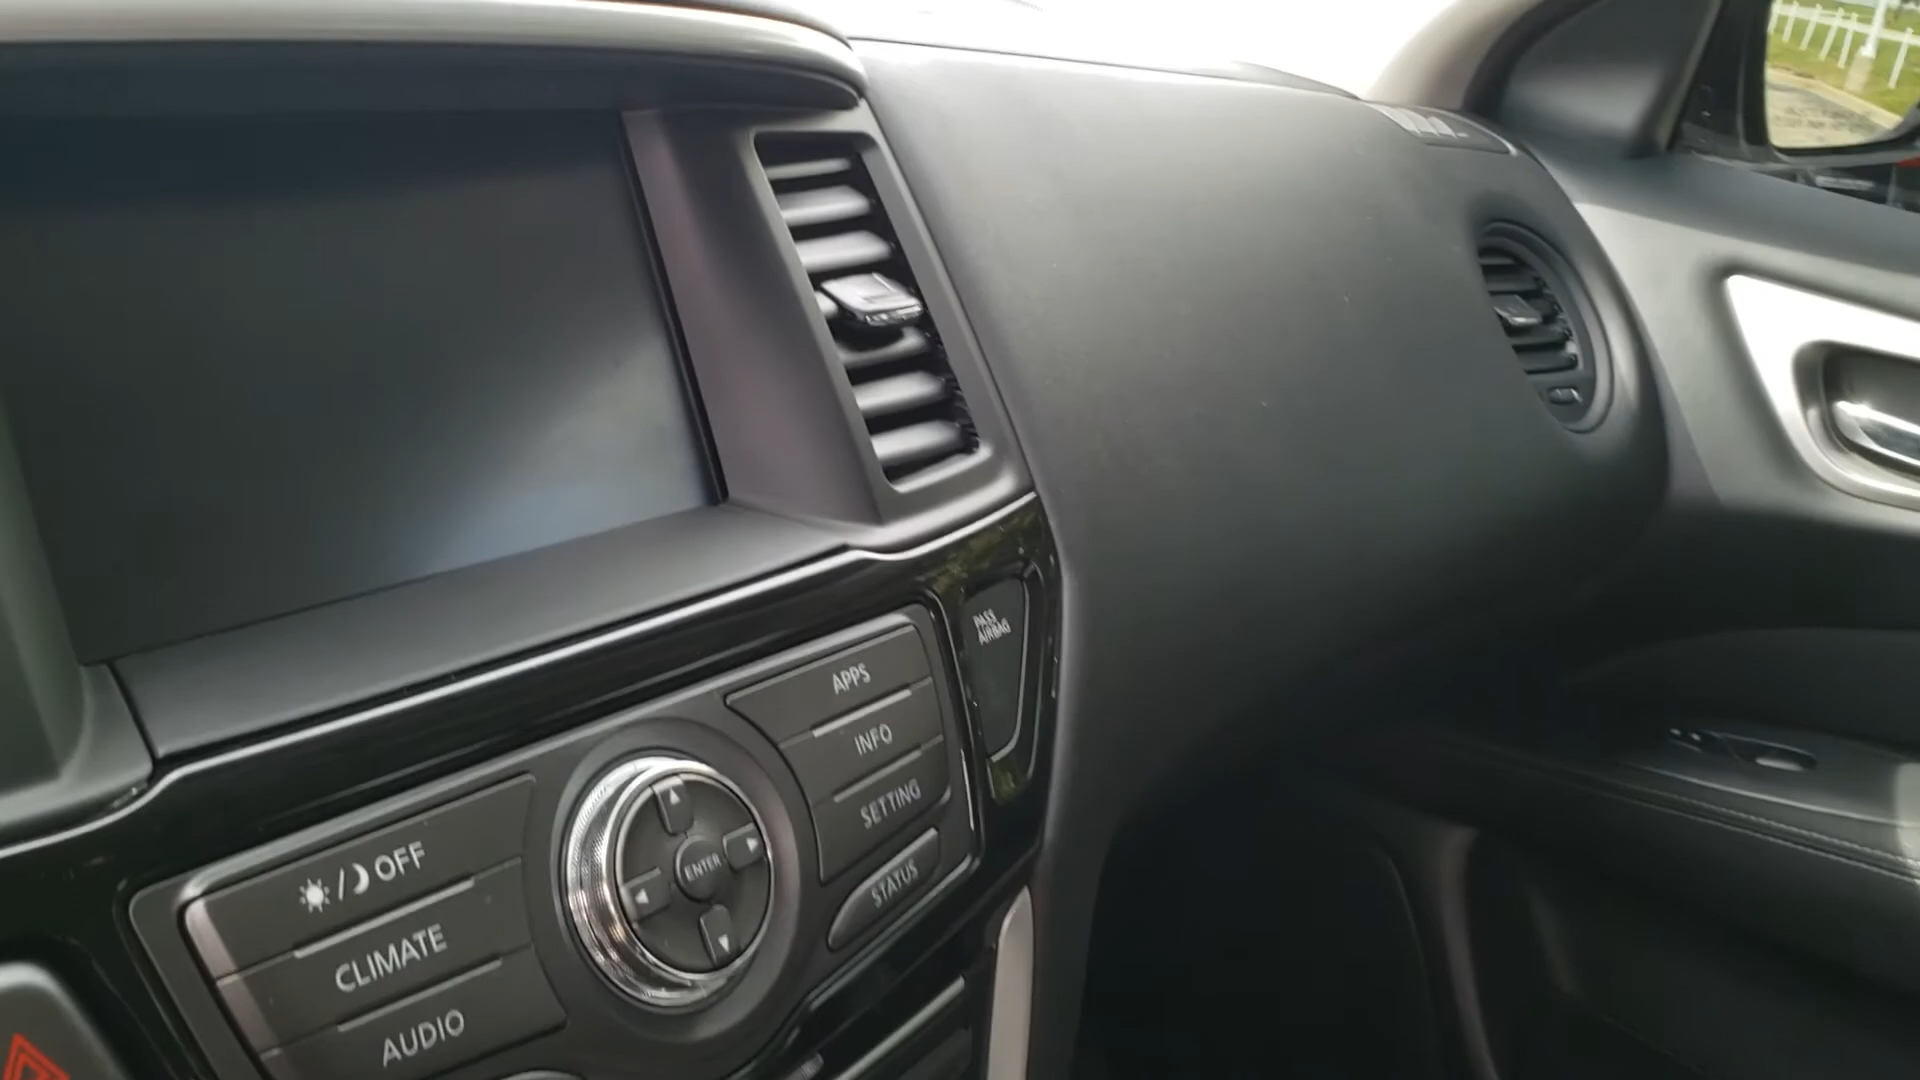 PASS
AIRBAG
APPS
INFO
SETTING
STATUS
ENTER
/ OFF
CLIMATE
AUDIO